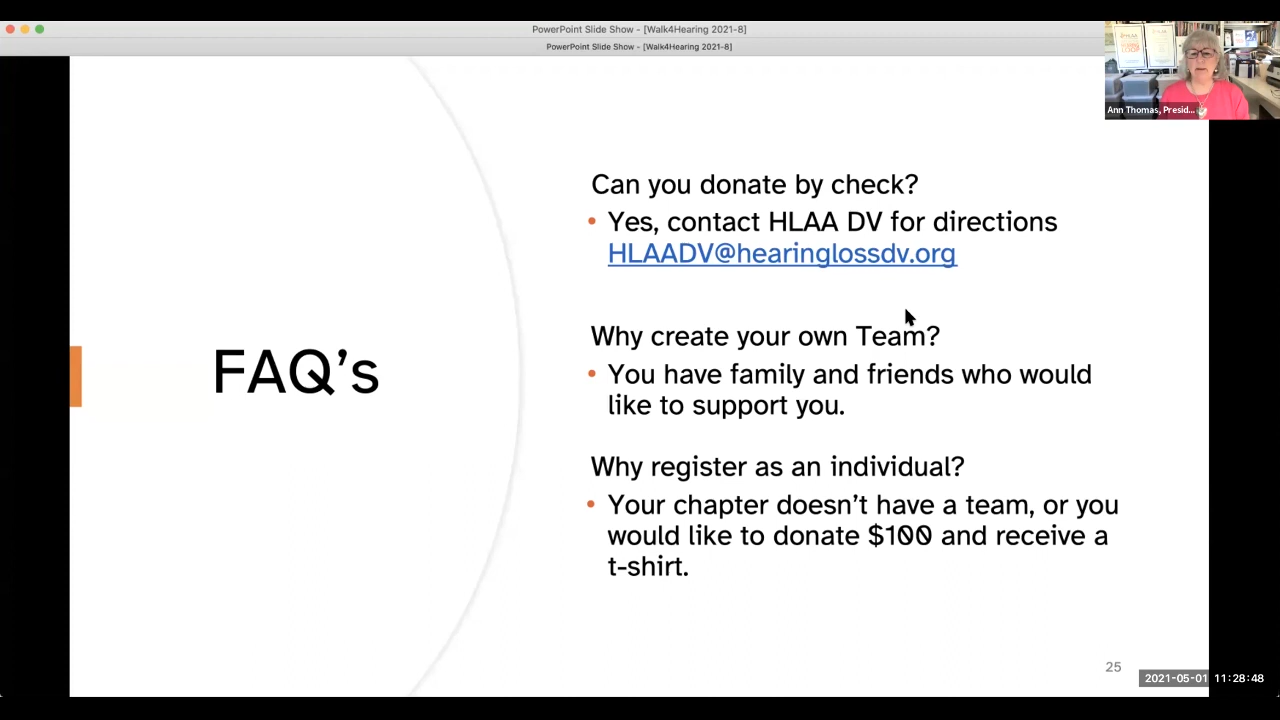 PowerPoint Slide Show - [Walk4Hearing 2021-8]
PowerPoint Slide Show - [Walk4Hearing 2021-8]
Ann Thomas, Presid...
FAQ's
Can you donate by check?
• Yes, contact HLAA DV for directions
HLAADV@hearinglossdv.org
Why create your own Team?
• You have family and friends who would
like to support you.
Why register as an individual?
• Your chapter doesn't have a team, or you
would like to donate $100 and receive a
t-shirt.
25
2021-05-01 11:28:48